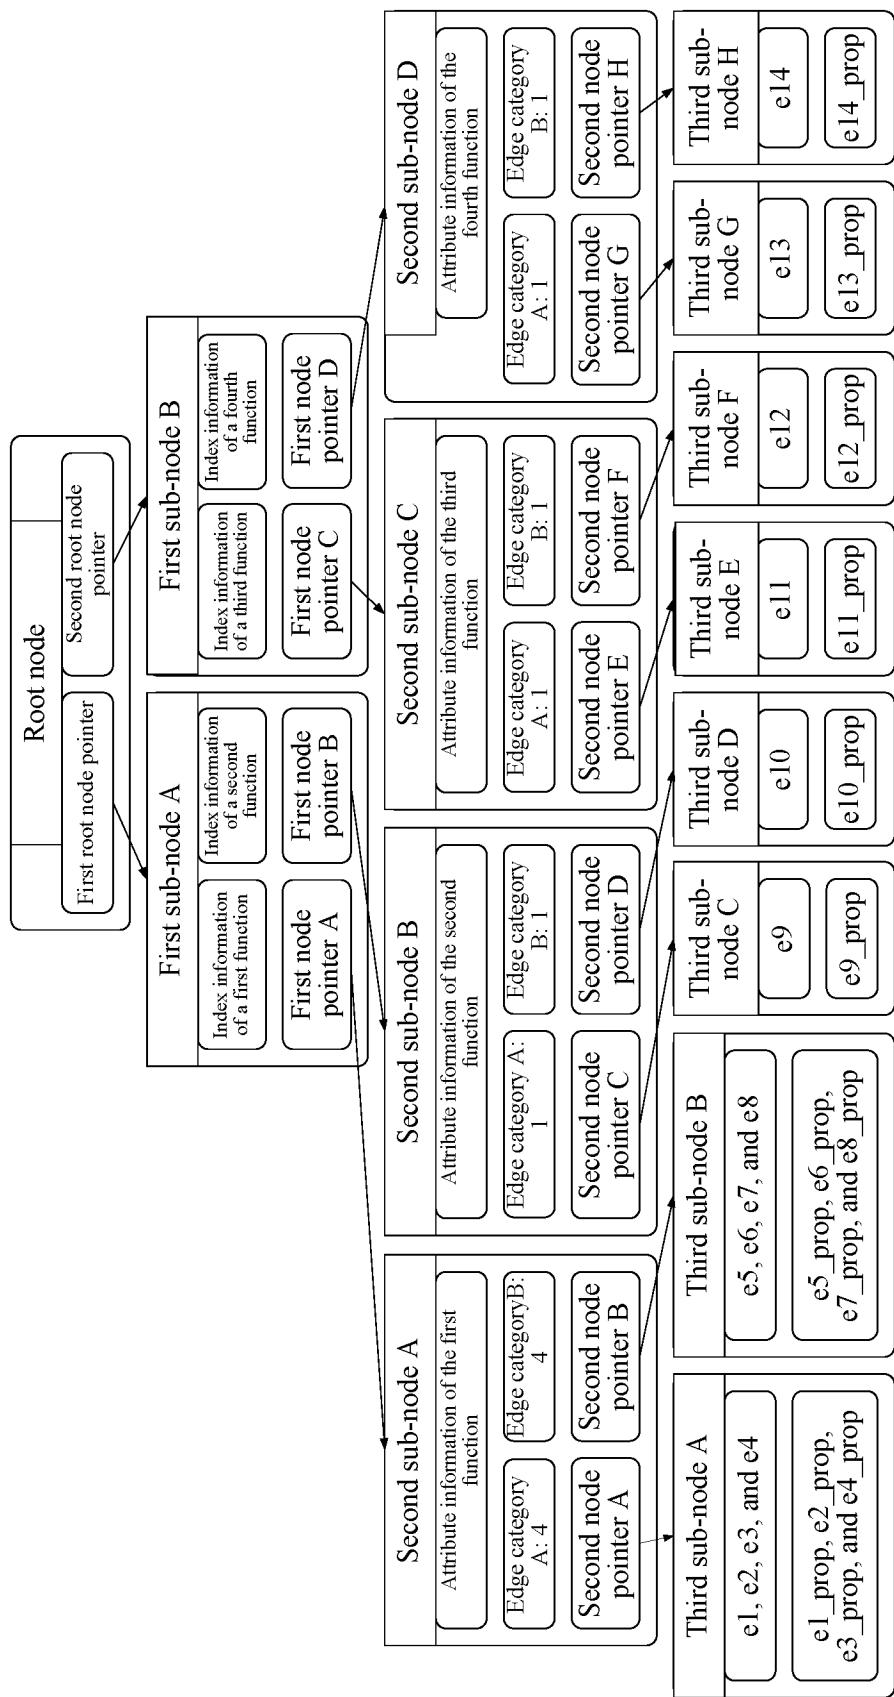 Root node
First root node pointer
Second root node
pointer
First sub-node A
Index information
of a first function
Index information
of a second
function
First node
pointer A
First node
pointer B
First sub-node B
Index information
of a third function
Index information
of a fourth
function
First node
pointer C
First node
pointer D
Second sub-node A
Attribute information of the first
function
Edge category
A: 4
Edge categoryB:
4
Second node
pointer A
Second node
pointer B
Second sub-node B
Attribute information of the second
function
Edge category A:
1
Edge category
B: 1
Second node
pointer C
Second node
pointer D
Second sub-node C
Attribute information of the third
function
Edge category
A: 1
Edge category
B: 1
Second node
pointer E
Second node
pointer F
Second sub-node D
Attribute information of the
fourth function
Edge category
A: 1
Edge category
B: 1
Second node
pointer G
Second node
pointer H
Third sub-node A
e1, e2, e3, and e4
e1_prop, e2_prop,
e3_prop, and e4_prop
Third sub-node B
e5, e6, e7, and e8
e5_prop, e6_prop,
e7_prop, and e8_prop
Third sub-
node C
e9
e9_prop
Third sub-
node D
e10
e10_prop
Third sub-
node E
e11
e11_prop
Third sub-
node F
e12
e12_prop
Third sub-
node G
e13
e13_prop
Third sub-
node H
e14
e14_prop